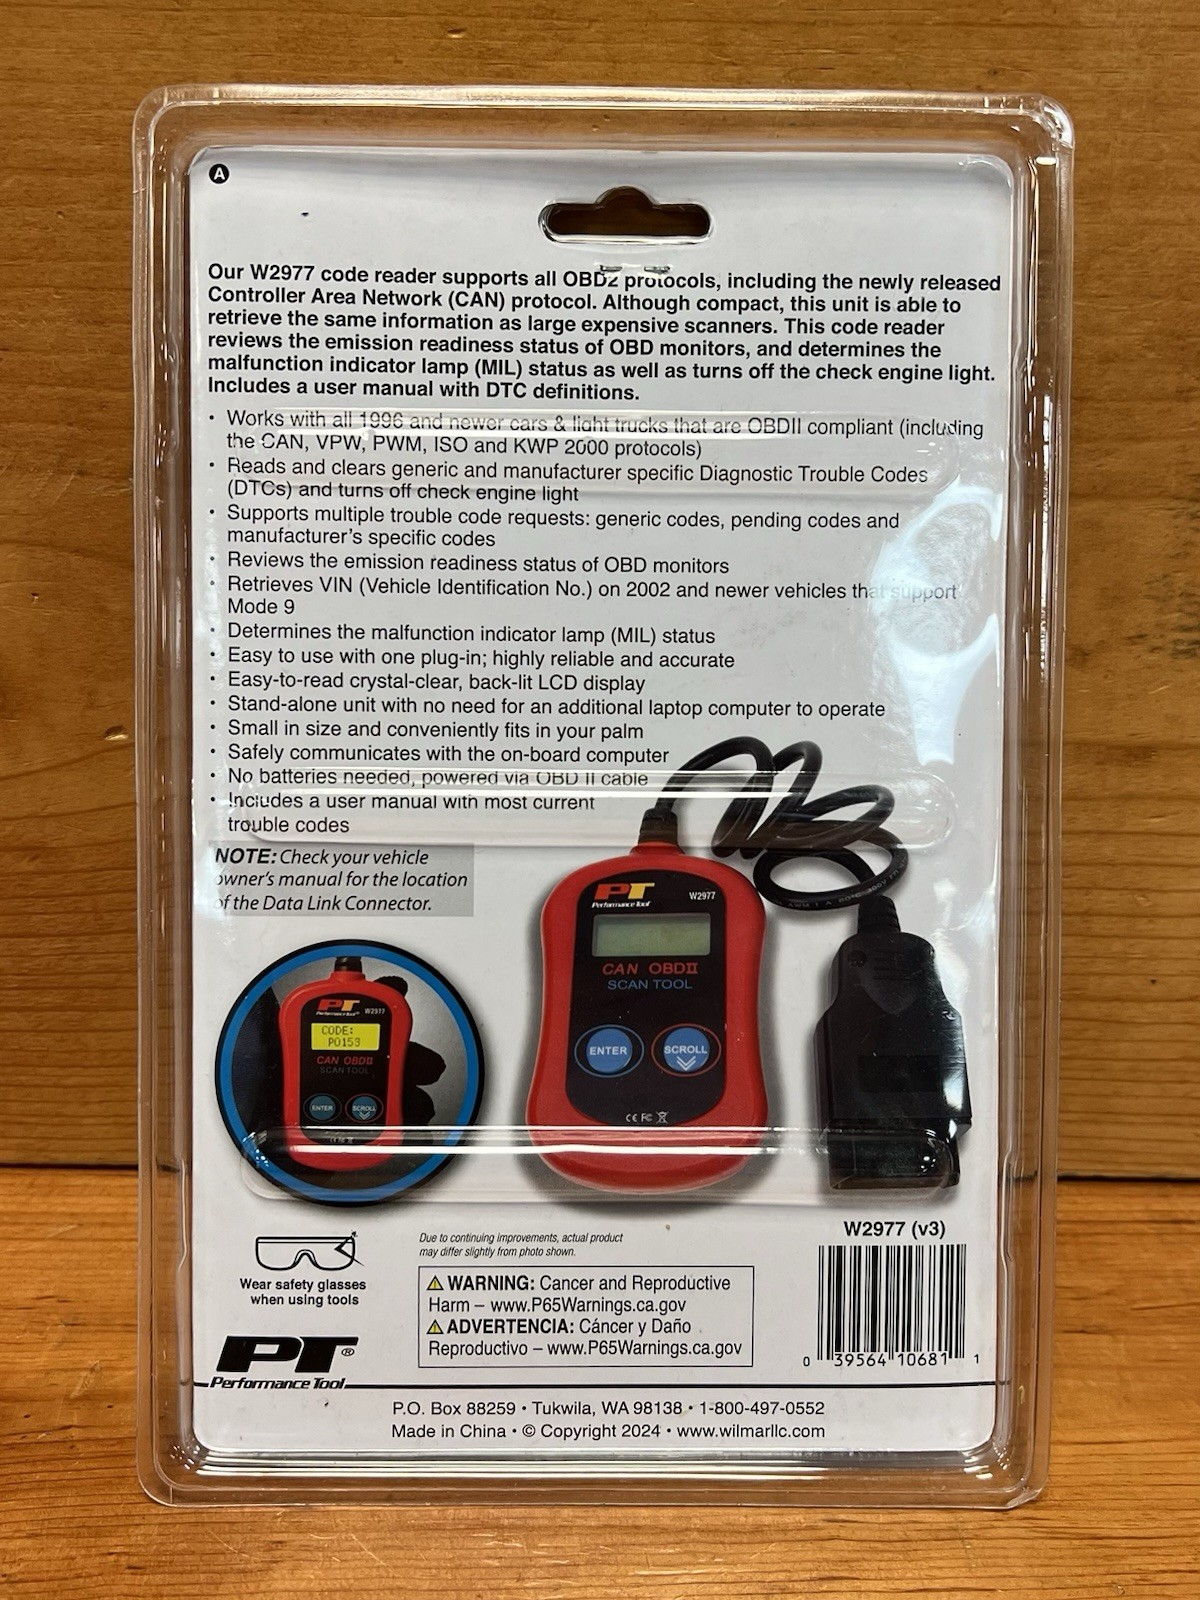 A
Our W2977 code reader supports all OBD2 protocols, including the newly released
Controller Area Network (CAN) protocol. Although compact, this unit is able to
retrieve the same information as large expensive scanners. This code reader
reviews the emission readiness status of OBD monitors, and determines the
malfunction indicator lamp (MIL) status as well as turns off the check engine light.
Includes a user manual with DTC definitions.
• Works with all 1996 and newer cars & light trucks that are OBDII compliant (including
the CAN, VPW, PWM, ISO and KWP 2000 protocols)
• Reads and clears generic and manufacturer specific Diagnostic Trouble Codes
(DTCs) and turns off check engine light
• Supports multiple trouble code requests: generic codes, pending codes and
manufacturer's specific codes
• Reviews the emission readiness status of OBD monitors
• Retrieves VIN (Vehicle Identification No.) on 2002 and newer vehicles that support
Mode 9
• Determines the malfunction indicator lamp (MIL) status
• Easy to use with one plug-in; highly reliable and accurate
• Easy-to-read crystal-clear, back-lit LCD display
• Stand-alone unit with no need for an additional laptop computer to operate
• Small in size and conveniently fits in your palm
• Safely communicates with the on-board computer
• No batteries needed, powered via OBD II cable
• Includes a user manual with most current
trouble codes
NOTE: Check your vehicle
owner's manual for the location
of the Data Link Connector.
PT
Performance Tool
W2977
CAN OBDII
SCAN TOOL
ENTER
SCROLL
CE FC
PT
Performance Tool
W2977
CODE:
P0153
CAN OBDII
SCAN TOOL
ENTER
SCROLL
Wear safety glasses
when using tools
Due to continuing improvements, actual product
may differ slightly from photo shown.
WARNING: Cancer and Reproductive
Harm – www.P65Warnings.ca.gov
ADVERTENCIA: Cáncer y Daño
Reproductivo – www.P65Warnings.ca.gov
W2977 (v3)
0 39564 10681 1
PT®
Performance Tool
P.O. Box 88259 • Tukwila, WA 98138 • 1-800-497-0552
Made in China • © Copyright 2024 • www.wilmarllc.com